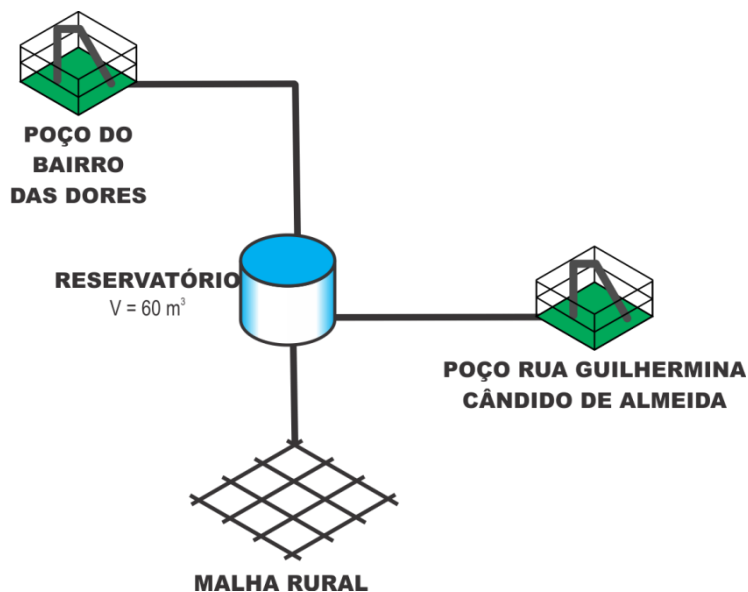 POÇO DO
BAIRRO
DAS DORES
RESERVATÓRIO
V = 60 m³
POÇO RUA GUILHERMINA
CÂNDIDO DE ALMEIDA
MALHA RURAL